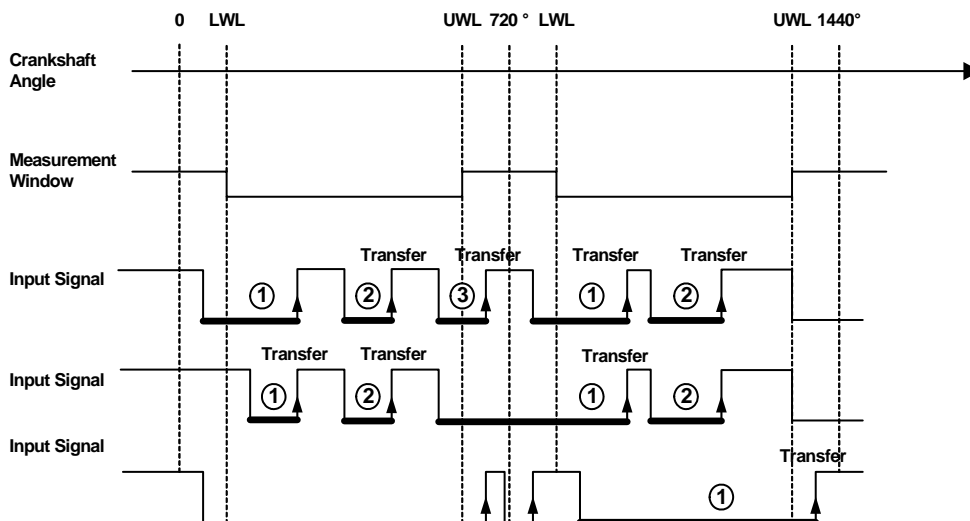 0 LWL UWL 720 ° LWL UWL 1440°
Crankshaft
Angle
Measurement
Window
Transfer Transfer Transfer Transfer
Input Signal
1 2 3 1 2
Transfer Transfer Transfer
Input Signal
1 2 1 2
Input Signal
Transfer
1